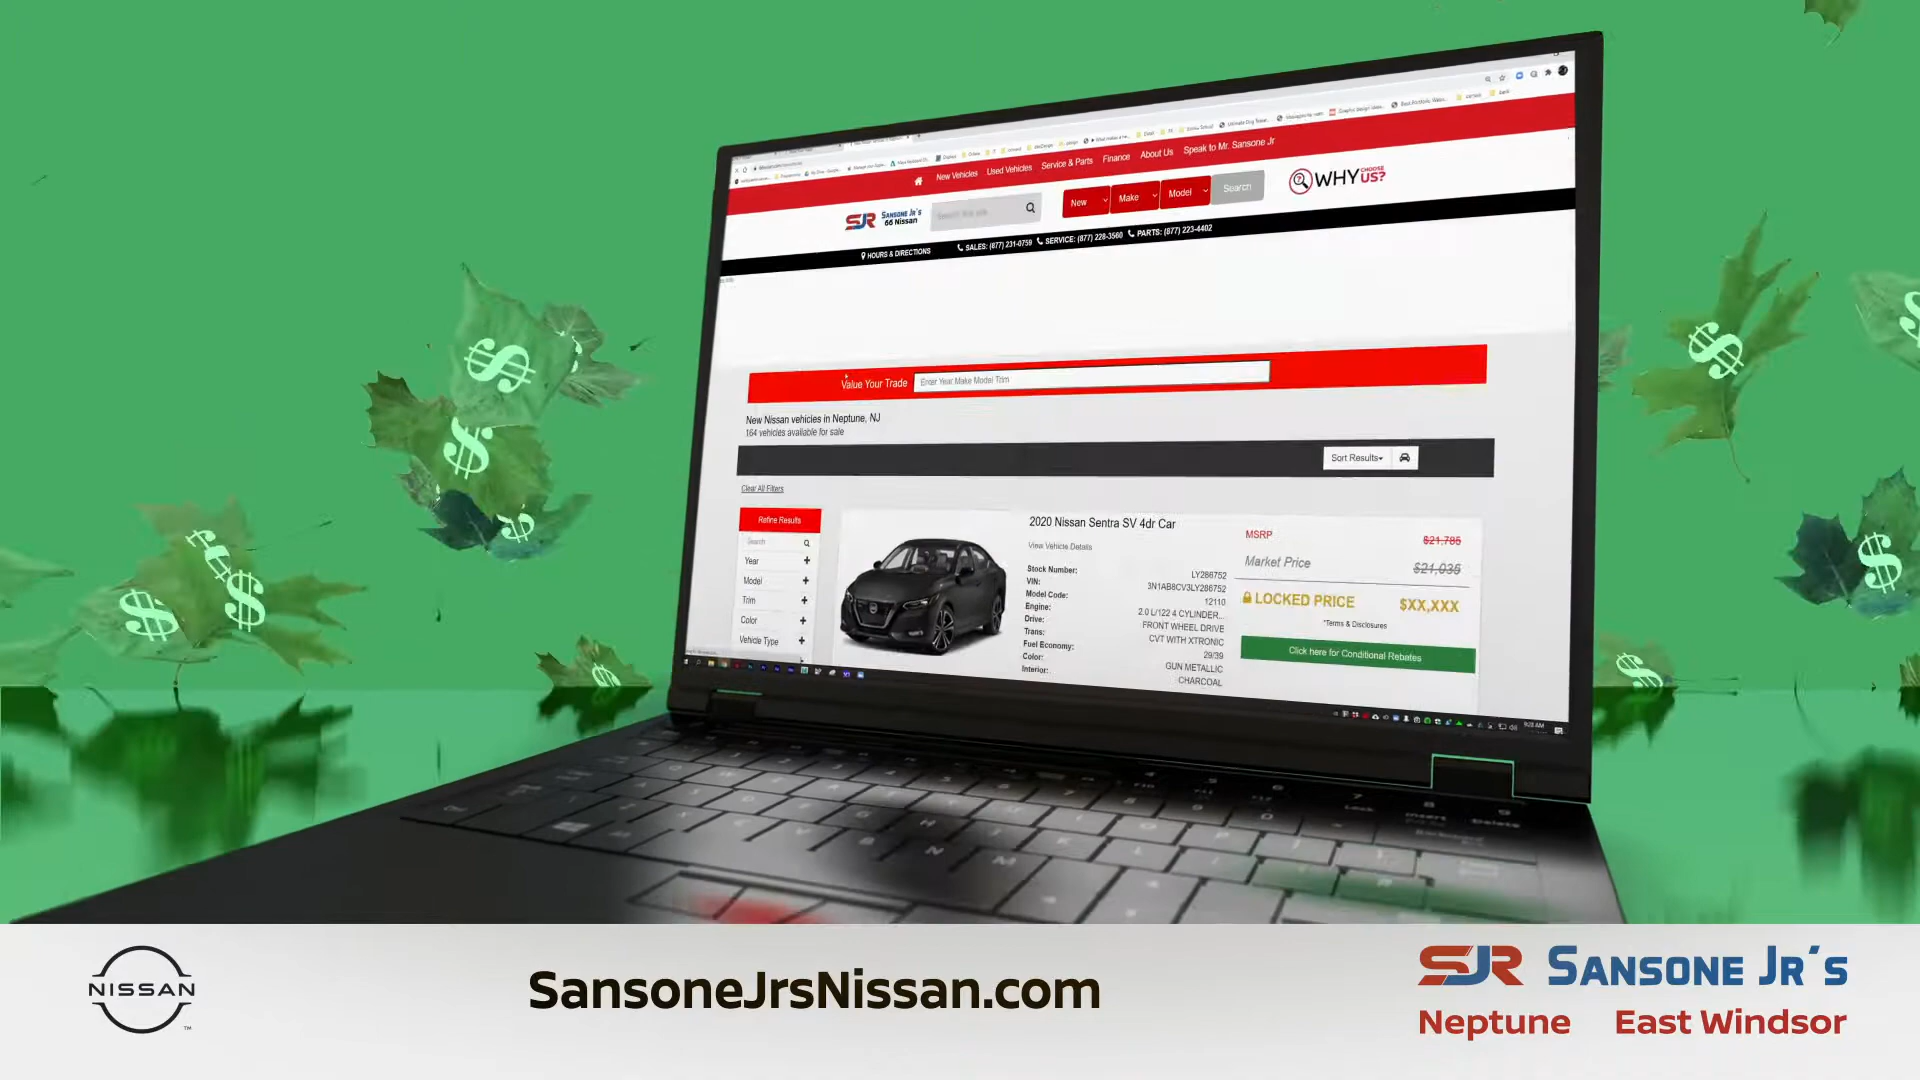 New Vehicles Used Vehicles Service & Parts Finance About Us Speak to Mr. Sansone Jr
SJR SANSONE JR'S
66 Nissan
New Make Model Search
WHY CHOOSE US?
HOURS & DIRECTIONS SALES: (877) 231-0759 SERVICE: (877) 228-3560 PARTS: (877) 223-4402
Value Your Trade Enter Year Make Model Trim
New Nissan vehicles in Neptune, NJ
164 vehicles available for sale
Sort Results
Clear All Filters
Refine Results
Search
Year +
Model +
Trim +
Color +
Vehicle Type +
2020 Nissan Sentra SV 4dr Car
View Vehicle Details
Stock Number: LY286752
VIN: 3N1AB8CV3LY286752
Model Code: 12110
Engine: 2.0 L/122 4 CYLINDER...
Drive: FRONT WHEEL DRIVE
Trans: CVT WITH XTRONIC
Fuel Economy: 29/39
Color: GUN METALLIC
Interior: CHARCOAL
MSRP $21,785
Market Price $21,035
LOCKED PRICE $XX,XXX
*Terms & Disclosures
Click here for Conditional Rebates
NISSAN
SansoneJrsNissan.com
SJR SANSONE JR'S
Neptune East Windsor